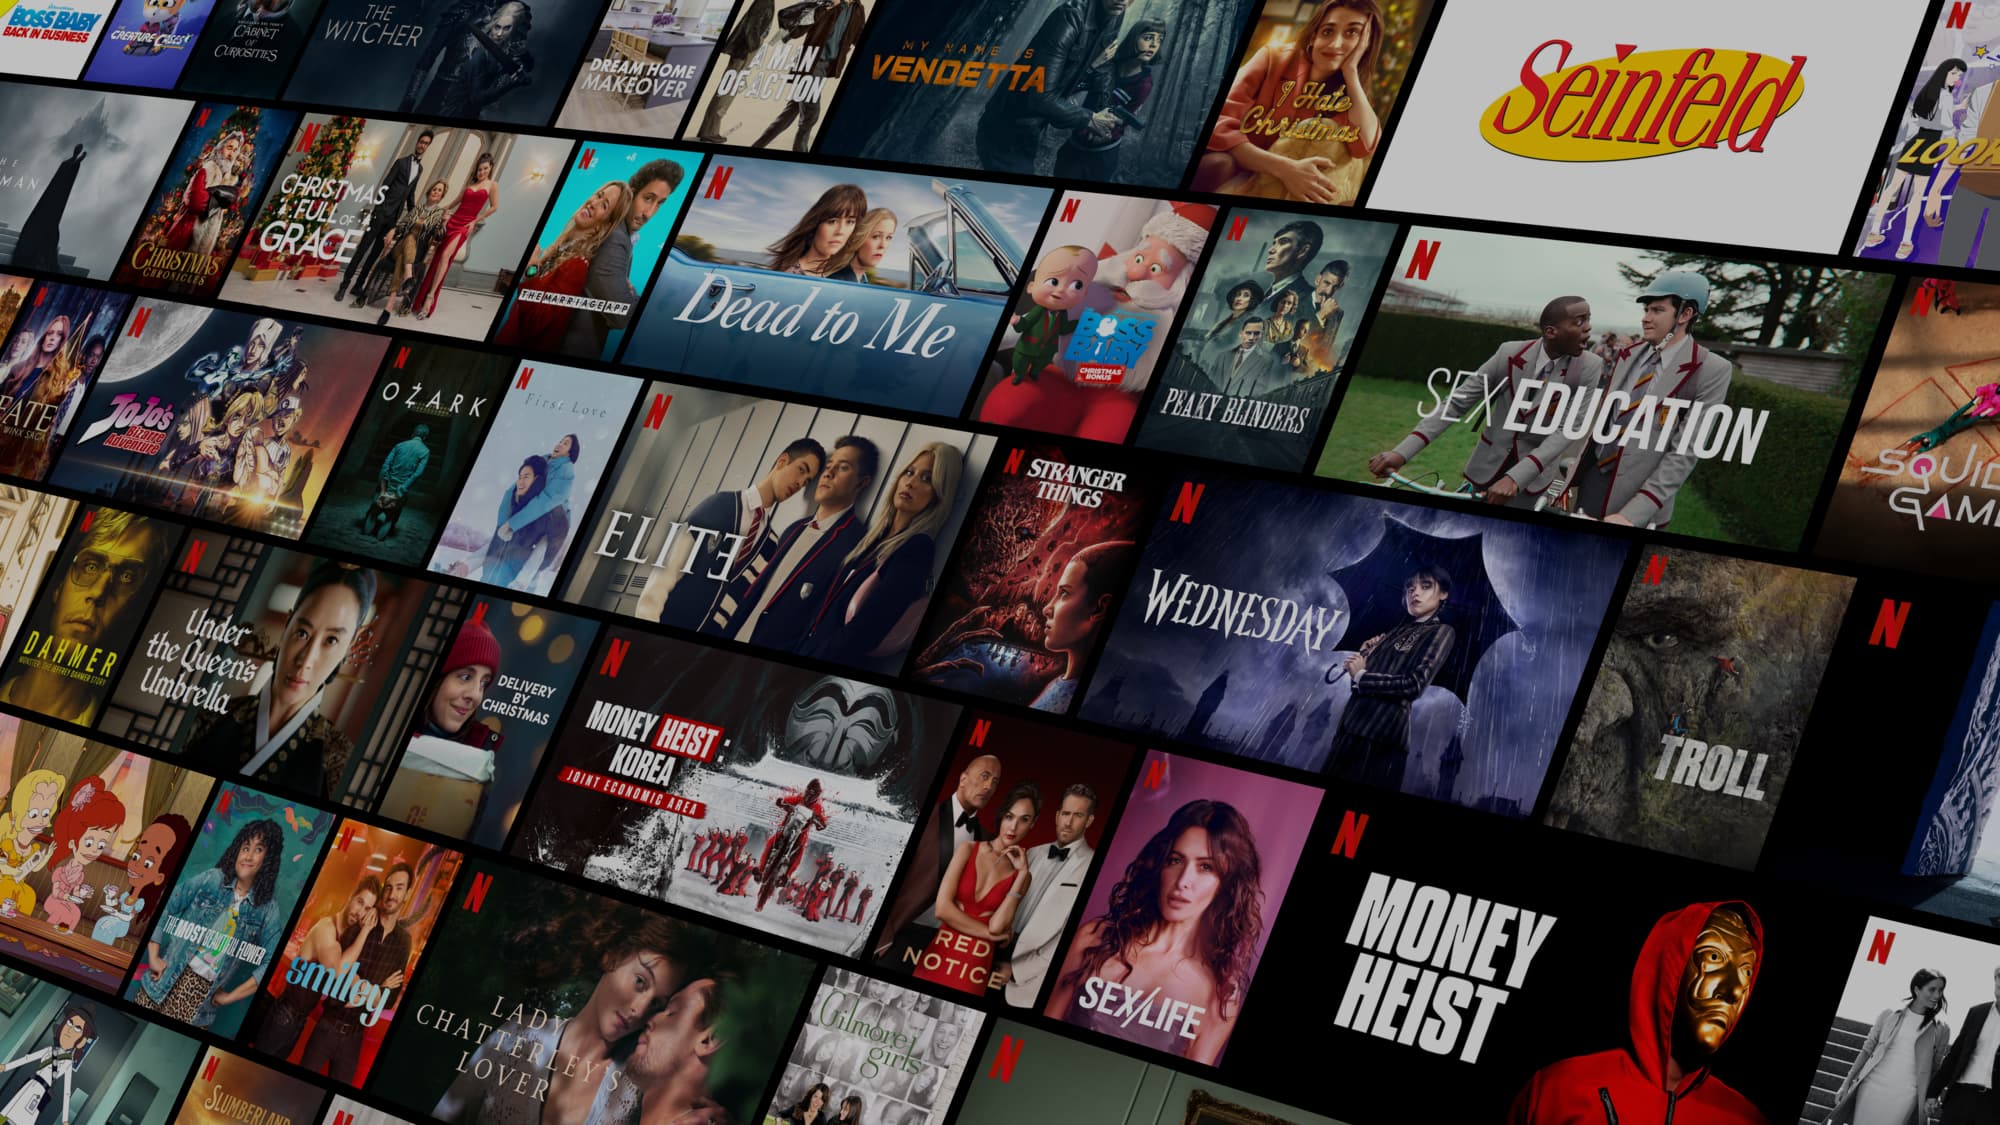 BOSS BABY
BACK IN BUSINESS
CREATURE CASES
CABINET
OF
CURIOSITIES
THE
WITCHER
DREAM HOME
MAKEOVER
A MAN
OF ACTION
MY NAME IS
VENDETTA
I Hate
Christmas
Seinfeld
N
LOOK
HE
MAN
N
CHRISTMAS
CHRONICLES
N
CHRISTMAS
FULL OF
GRACE
N
THE MARRIAGE APP
N
Dead to Me
N
BOSS
BABY
CHRISTMAS
BONUS
N
PEAKY BLINDERS
N
SEX EDUCATION
N
SQUID
GAME
N
FATE
WINX SAGA
N
JOJO'S
Bizarre
Adventure
N
OZARK
N
First Love
N
ELITE
N
STRANGER
THINGS
N
WEDNESDAY
N
TROLL
N
N
DAHMER
MONSTER: THE JEFFREY DAHMER STORY
N
Under
the Queen's
Umbrella
N
DELIVERY
BY
CHRISTMAS
N
MONEY HEIST:
KOREA
JOINT ECONOMIC AREA
N
RED
NOTICE
N
SEX/LIFE
N
MONEY
HEIST
N
N
THE MOST BEAUTIFUL FLOWER
N
smiley
N
LADY
CHATTERLEY'S
LOVER
Gilmore
girls
N
N
SLUMBERLAND
N